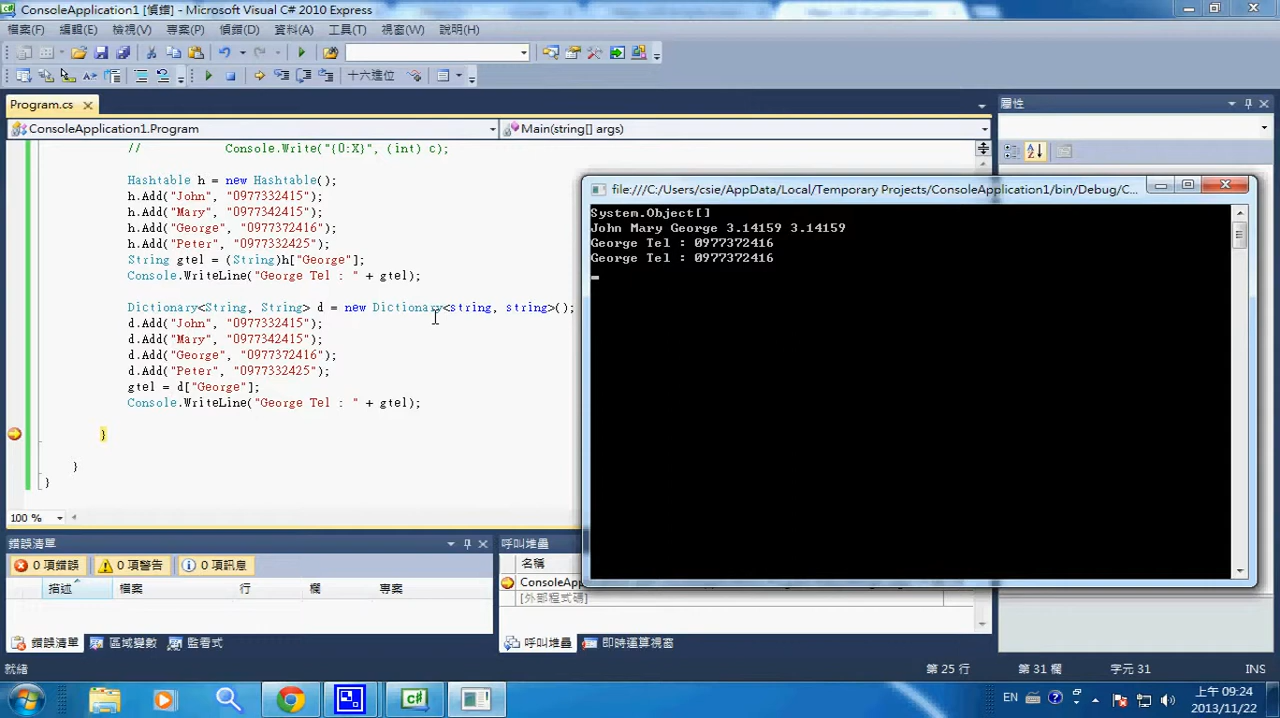 ConsoleApplication1 [偵錯] - Microsoft Visual C# 2010 Express
檔案(F) 編輯(E) 檢視(V) 專案(P) 偵錯(D) 資料(A) 工具(T) 視窗(W) 說明(H)
十六進位
Program.cs
ConsoleApplication1.Program
Main(string[] args)
// Console.Write("{0:X}", (int) c);
Hashtable h = new Hashtable();
h.Add("John", "0977332415");
h.Add("Mary", "0977342415");
h.Add("George", "0977372416");
h.Add("Peter", "0977332425");
String gtel = (String)h["George"];
Console.WriteLine("George Tel : " + gtel);
Dictionary<String, String> d = new Dictionary<string, string>();
d.Add("John", "0977332415");
d.Add("Mary", "0977342415");
d.Add("George", "0977372416");
d.Add("Peter", "0977332425");
gtel = d["George"];
Console.WriteLine("George Tel : " + gtel);
}
}
}
100 %
屬性
file:///C:/Users/csie/AppData/Local/Temporary Projects/ConsoleApplication1/bin/Debug/C...
System.Object[]
John Mary George 3.14159 3.14159
George Tel : 0977372416
George Tel : 0977372416
錯誤清單
0 項錯誤 0 項警告 0 項訊息
描述 檔案 行 欄 專案
錯誤清單 區域變數 監看式
呼叫堆疊
名稱
ConsoleAp
[外部程式碼]
呼叫堆疊 即時運算視窗
就緒
第 25 行 第 31 欄 字元 31 INS
EN
上午 09:24
2013/11/22